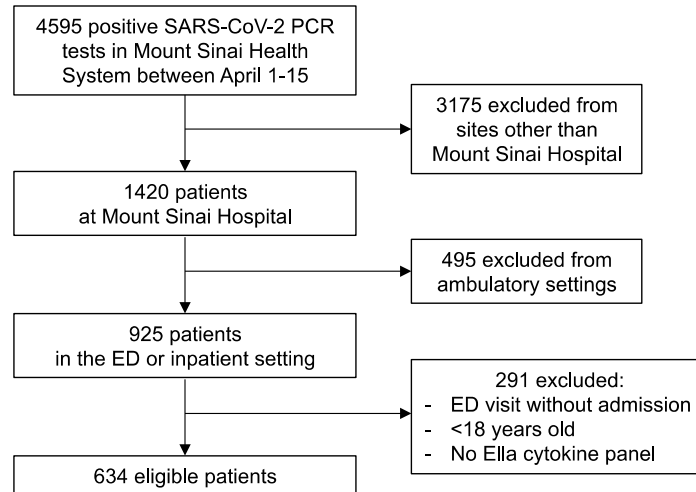 4595 positive SARS-CoV-2 PCR
tests in Mount Sinai Health
System between April 1-15
3175 excluded from
sites other than
Mount Sinai Hospital
1420 patients
at Mount Sinai Hospital
495 excluded from
ambulatory settings
925 patients
in the ED or inpatient setting
291 excluded:
- ED visit without admission
- <18 years old
- No Ella cytokine panel
634 eligible patients